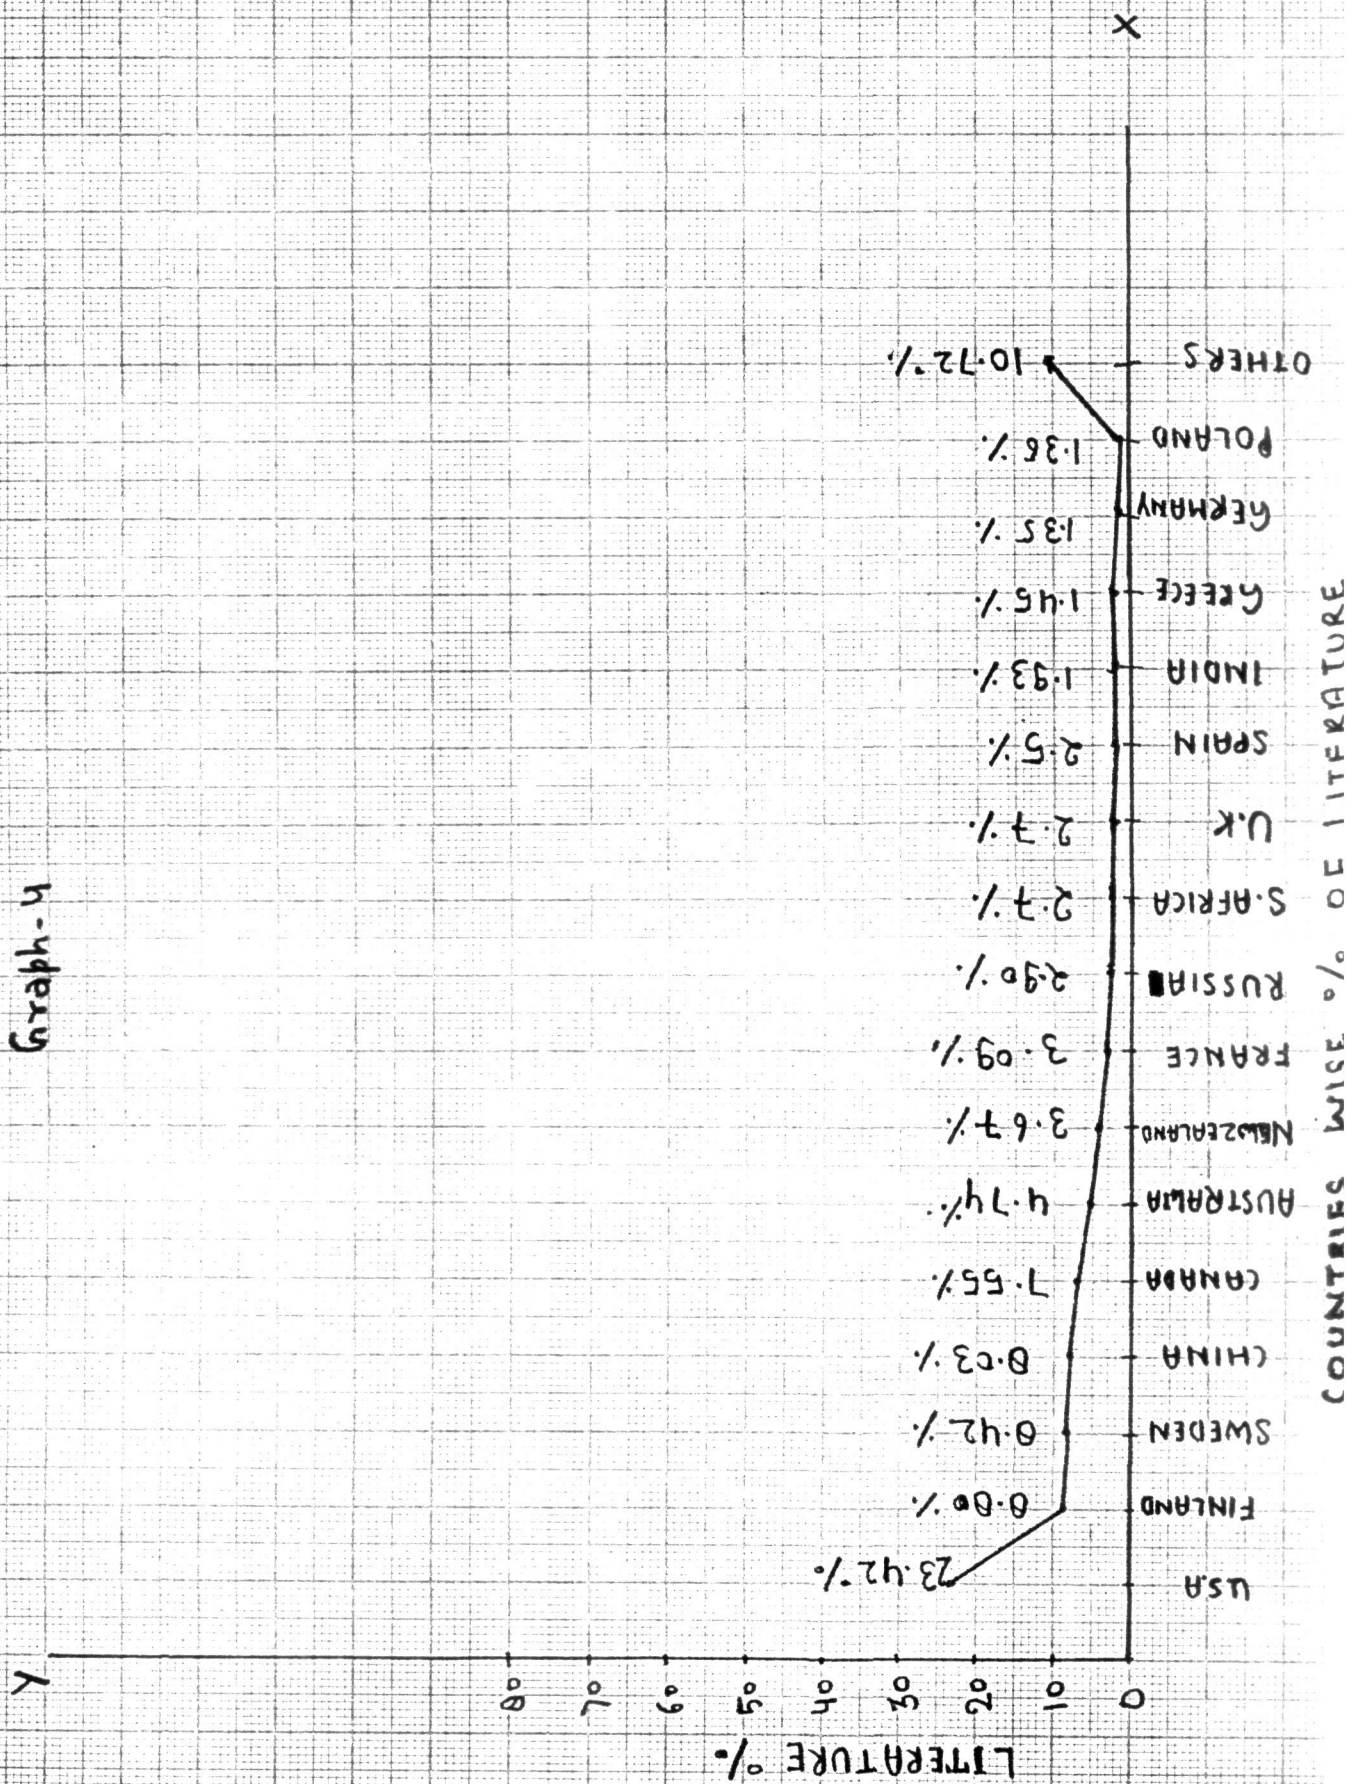 Graph-4
Y
LITERATURE %
80
70
60
50
40
30
20
10
0
23.42%
8.80%
8.42%
8.03%
7.55%
4.74%
3.67%
3.09%
2.90%
2.7%
2.7%
2.5%
1.93%
1.45%
1.35%
1.36%
10.72%
X
U.S.A
FINLAND
SWEDEN
CHINA
CANADA
AUSTRALIA
NEWZEALAND
FRANCE
RUSSIA
S.AFRICA
U.K
SPAIN
INDIA
GREECE
GERMANY
POLAND
OTHERS
COUNTRIES WISE % OF LITERATURE